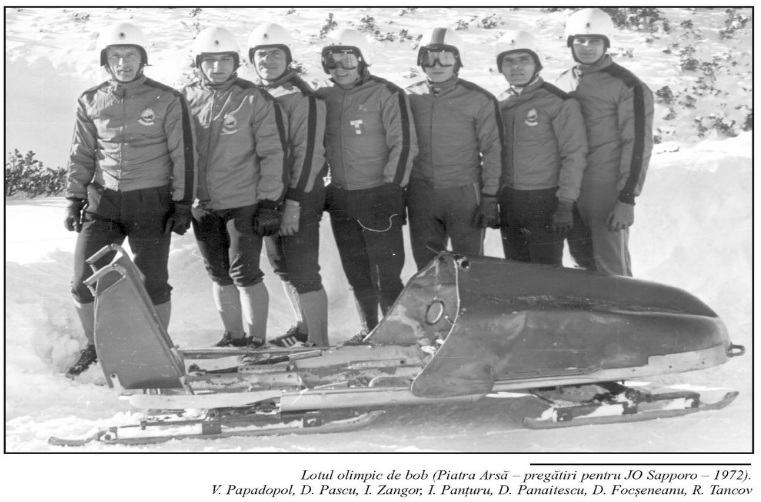 Lotul olimpic de bob (Piatra Arsă – pregătiri pentru JO Sapporo – 1972).
V. Papadopol, D. Pascu, I. Zangor, I. Panțuru, D. Panaitescu, D. Focșeneanu, R. Tancov